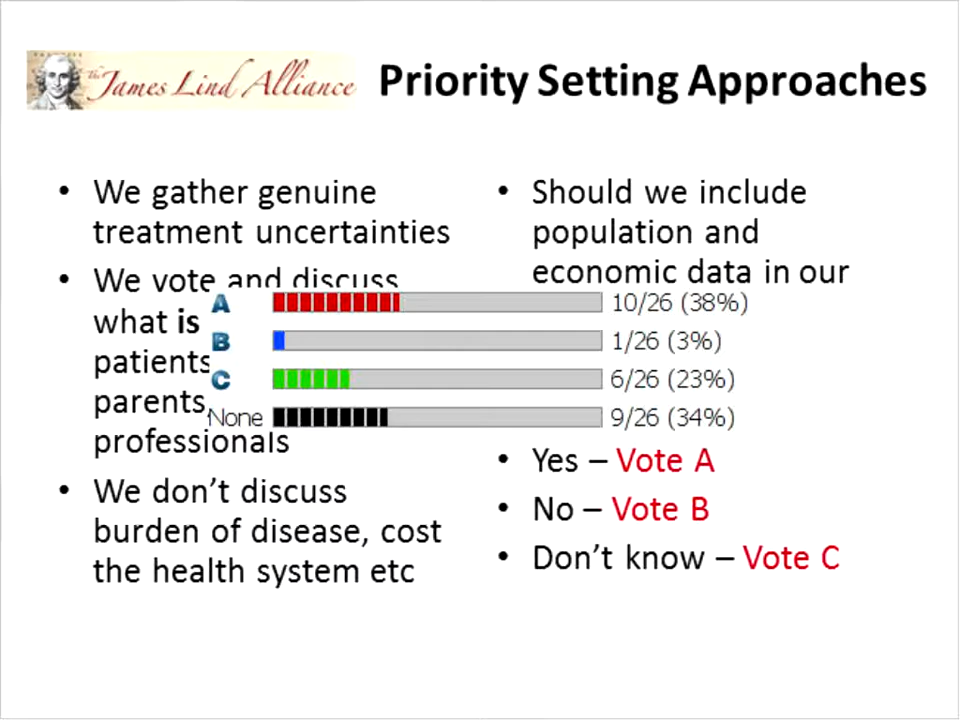 The James Lind Alliance
Priority Setting Approaches
• We gather genuine
treatment uncertainties
• We vote and discuss
what is
patients
parents,
professionals
• We don’t discuss
burden of disease, cost
the health system etc
• Should we include
population and
economic data in our
A 10/26 (38%)
B 1/26 (3%)
C 6/26 (23%)
None 9/26 (34%)
• Yes – Vote A
• No – Vote B
• Don’t know – Vote C